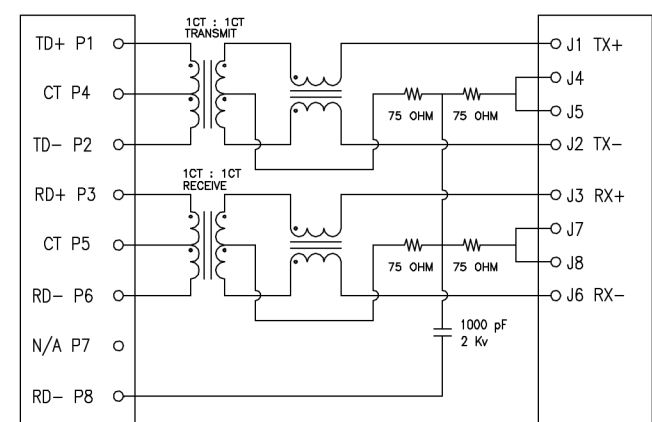 1CT : 1CT
TRANSMIT
TD+ P1
J1 TX+
J4
CT P4
75 OHM
75 OHM
J5
TD- P2
J2 TX-
1CT : 1CT
RECEIVE
RD+ P3
J3 RX+
J7
CT P5
75 OHM
75 OHM
J8
RD- P6
J6 RX-
1000 pF
2 Kv
N/A P7
RD- P8